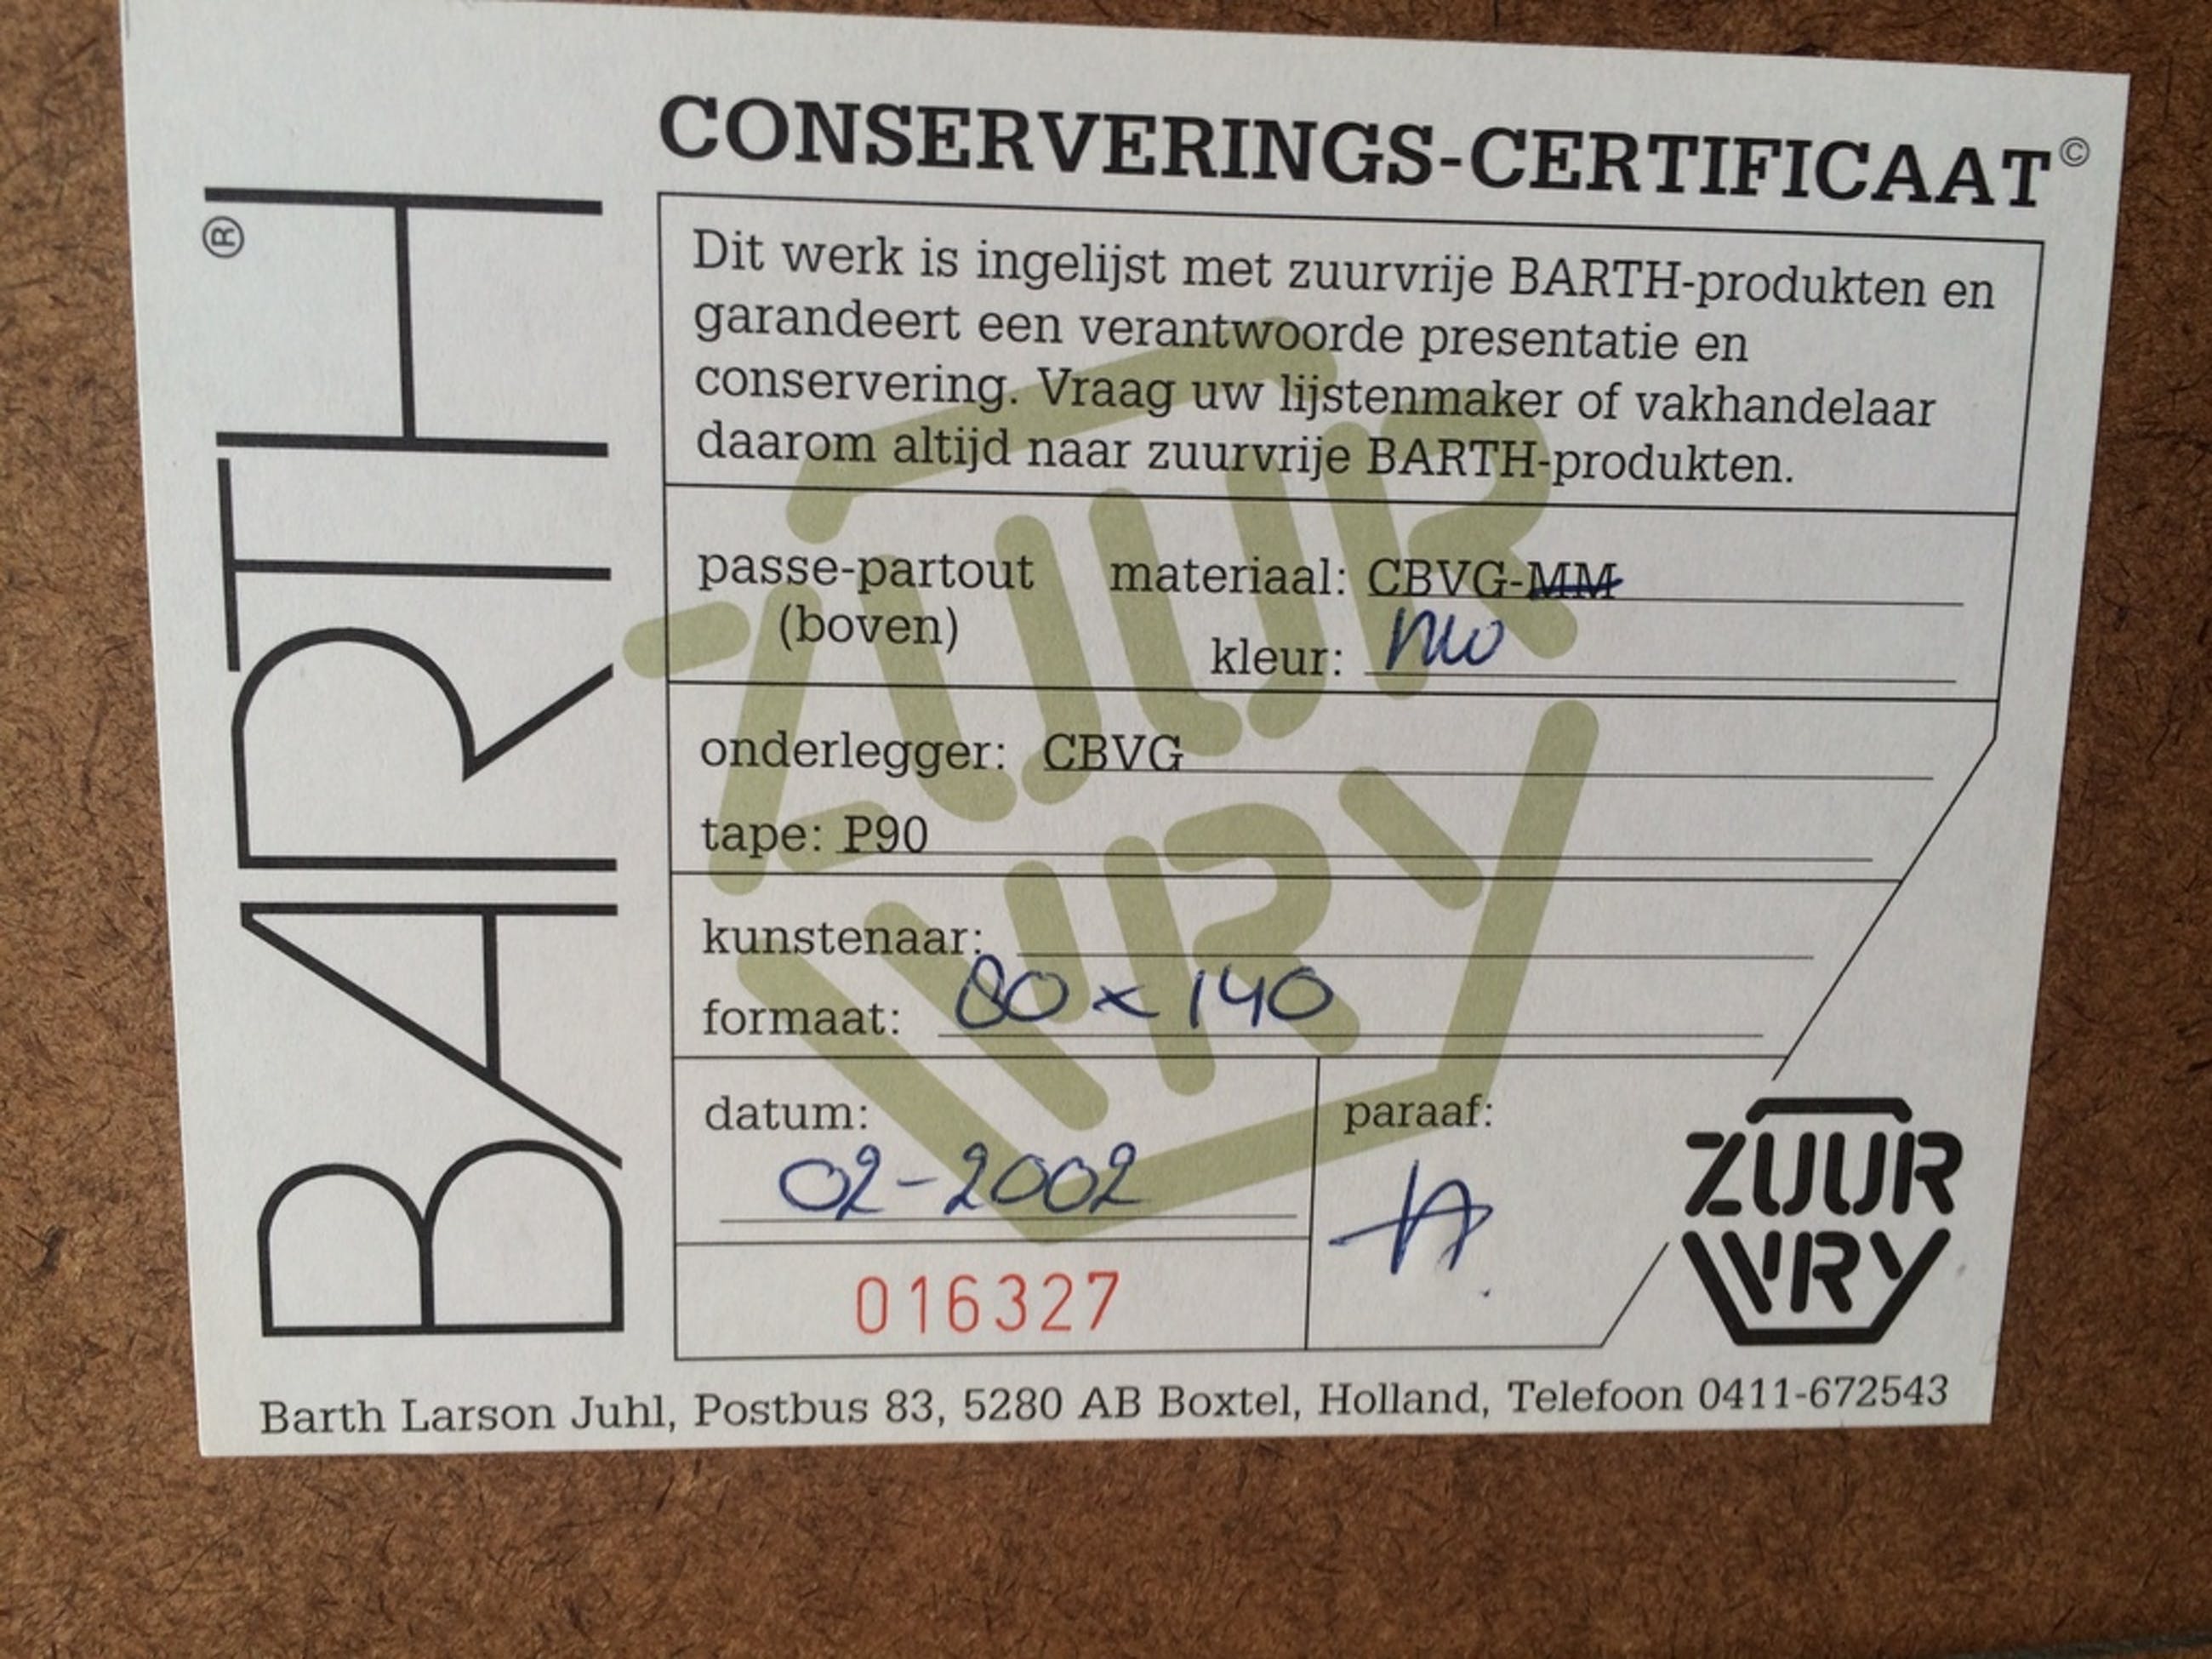 BARTH®
CONSERVERINGS-CERTIFICAAT©
Dit werk is ingelijst met zuurvrije BARTH-produkten en
garandeert een verantwoorde presentatie en
conservering. Vraag uw lijstenmaker of vakhandelaar
daarom altijd naar zuurvrije BARTH-produkten.
passe-partout materiaal: CBVG-MM
(boven) kleur:
onderlegger: CBVG
tape: P90
kunstenaar:
formaat: 80 x 140
datum: paraaf:
02-2002
016327
ZUUR
VRY
ZUUR
VRY
Barth Larson Juhl, Postbus 83, 5280 AB Boxtel, Holland, Telefoon 0411-672543